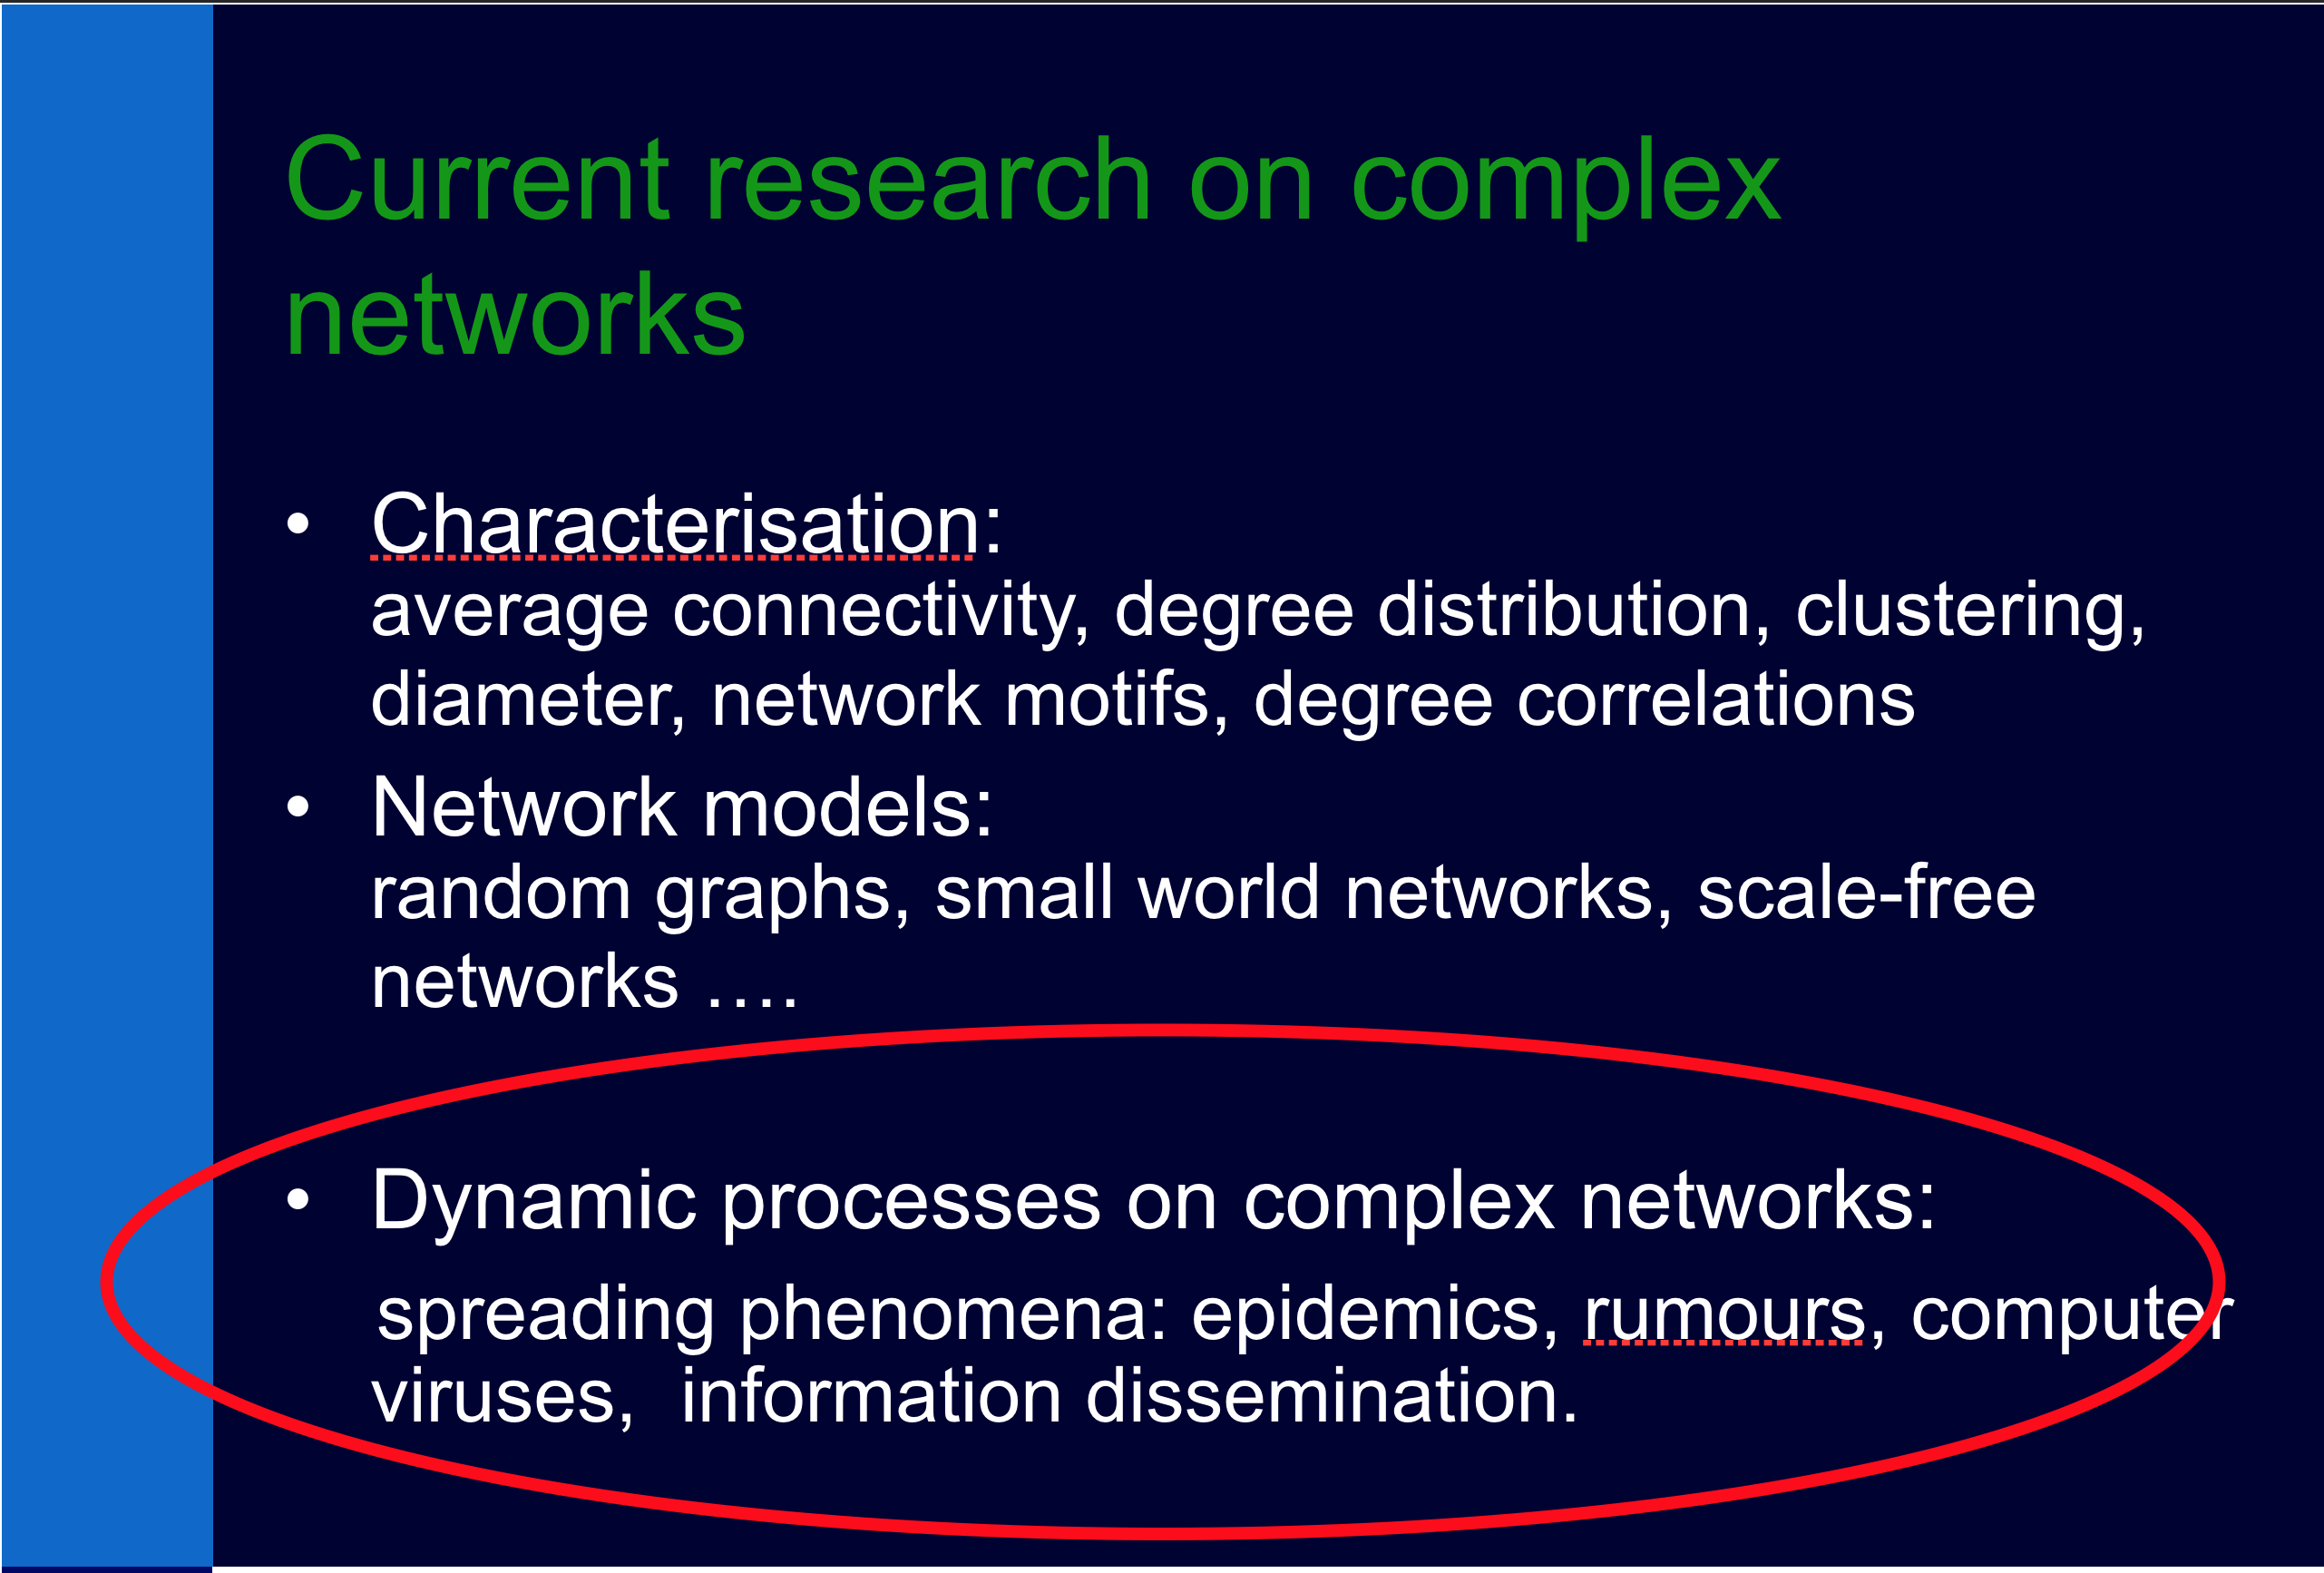 Current research on complex
networks
• Characterisation:
average connectivity, degree distribution, clustering,
diameter, network motifs, degree correlations
• Network models:
random graphs, small world networks, scale-free
networks ….
• Dynamic processes on complex networks:
spreading phenomena: epidemics, rumours, computer
viruses,  information dissemination.